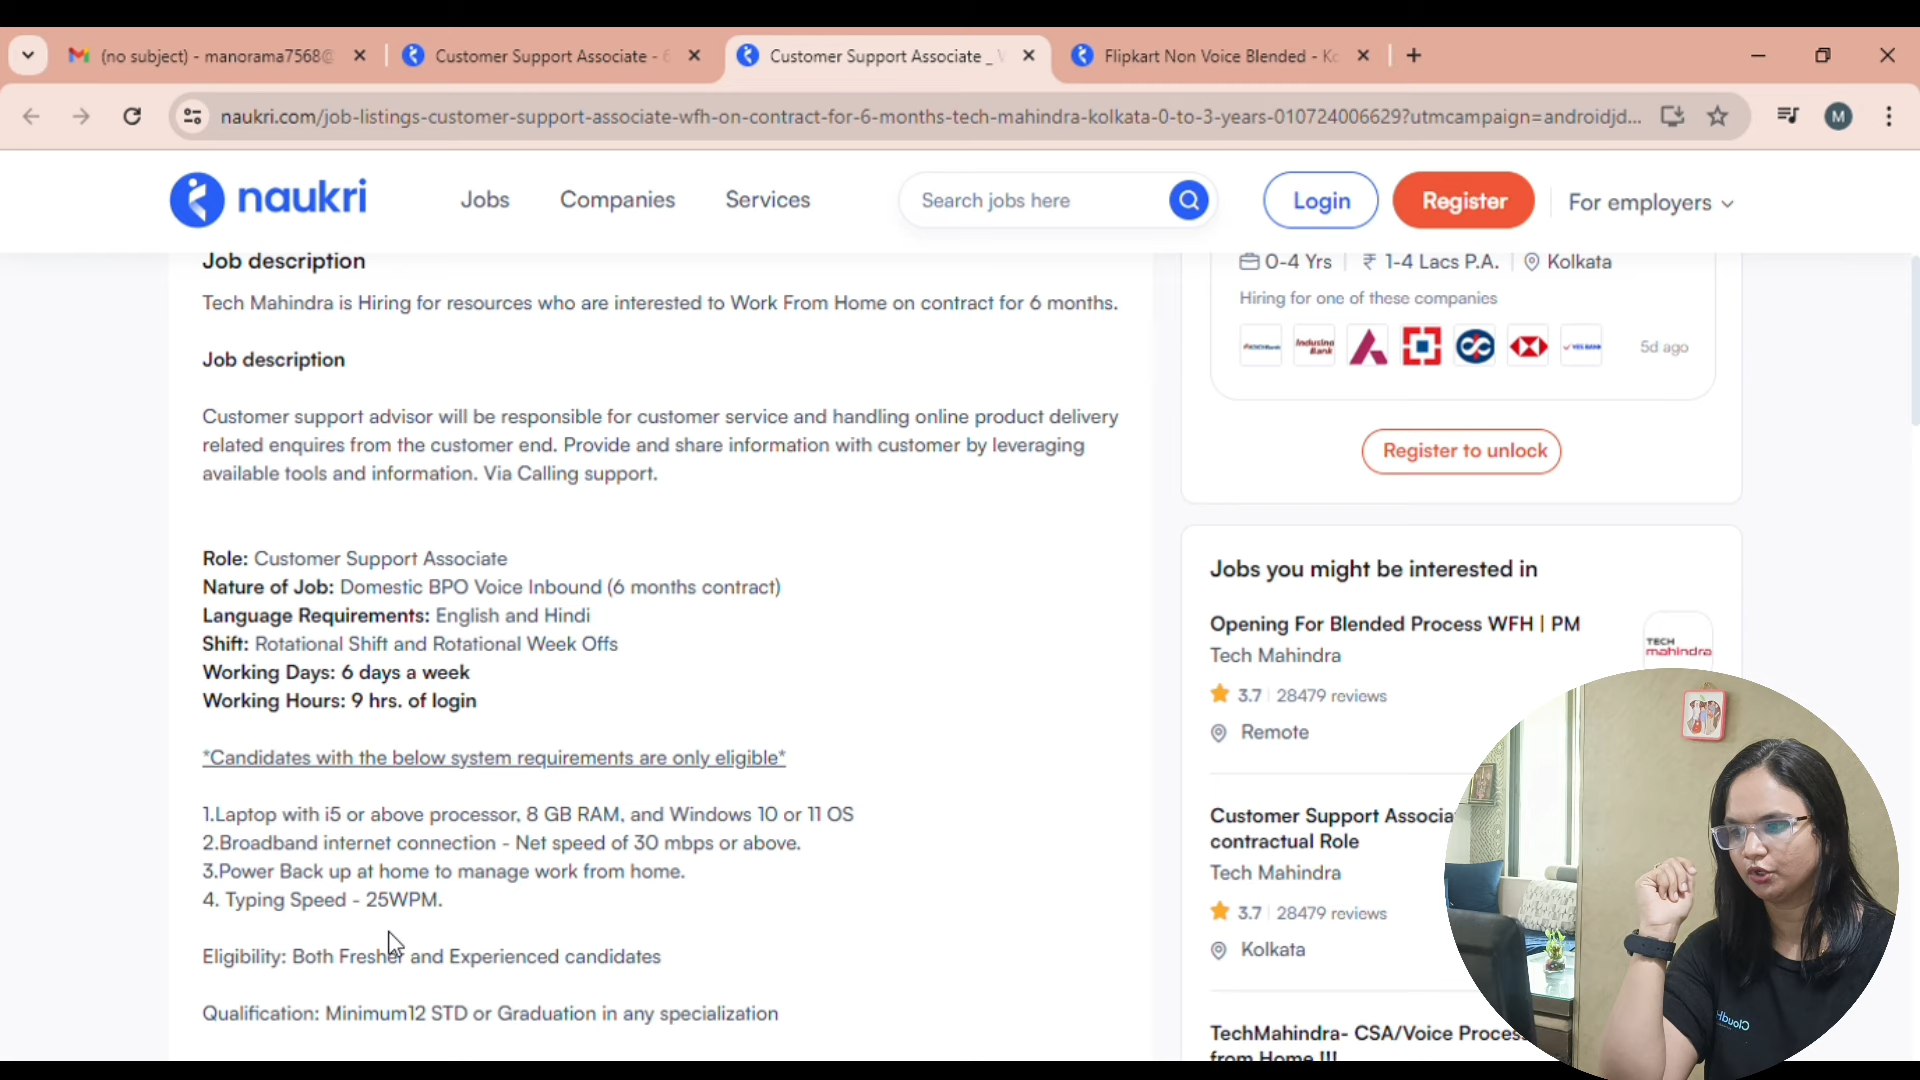 (no subject) - manorama7568@
Customer Support Associate - 6
Customer Support Associate _ W
Flipkart Non Voice Blended - Ko
naukri.com/job-listings-customer-support-associate-wfh-on-contract-for-6-months-tech-mahindra-kolkata-0-to-3-years-010724006629?utmcampaign=androidjd...
M
naukri
Jobs
Companies
Services
Search jobs here
Login
Register
For employers
Job description
Tech Mahindra is Hiring for resources who are interested to Work From Home on contract for 6 months.
Job description
Customer support advisor will be responsible for customer service and handling online product delivery
related enquires from the customer end. Provide and share information with customer by leveraging
available tools and information. Via Calling support.
Role: Customer Support Associate
Nature of Job: Domestic BPO Voice Inbound (6 months contract)
Language Requirements: English and Hindi
Shift: Rotational Shift and Rotational Week Offs
Working Days: 6 days a week
Working Hours: 9 hrs. of login
*Candidates with the below system requirements are only eligible*
1.Laptop with i5 or above processor, 8 GB RAM, and Windows 10 or 11 OS
2.Broadband internet connection - Net speed of 30 mbps or above.
3.Power Back up at home to manage work from home.
4. Typing Speed - 25WPM.
Eligibility: Both Fresher and Experienced candidates
Qualification: Minimum12 STD or Graduation in any specialization
0-4 Yrs
₹ 1-4 Lacs P.A.
Kolkata
Hiring for one of these companies
IndusInd
Bank
YES BANK
5d ago
Register to unlock
Jobs you might be interested in
Opening For Blended Process WFH | PM
Tech Mahindra
TECH
mahindra
3.7 | 28479 reviews
Remote
Customer Support Associa
contractual Role
Tech Mahindra
3.7 | 28479 reviews
Kolkata
TechMahindra- CSA/Voice Process
from Home !!!